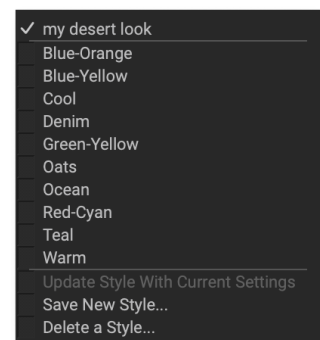 my desert look
Blue-Orange
Blue-Yellow
Cool
Denim
Green-Yellow
Oats
Ocean
Red-Cyan
Teal
Warm
Update Style With Current Settings
Save New Style...
Delete a Style...